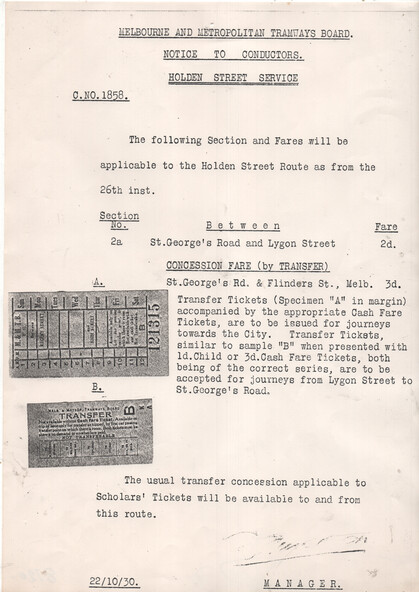 MELBOURNE AND METROPOLITAN TRAMWAYS BOARD.
NOTICE TO CONDUCTORS.
HOLDEN STREET SERVICE
C.NO.1858.
The following Section and Fares will be
applicable to the Holden Street Route as from the
26th inst.
Section No. Between Fare
2a St.George's Road and Lygon Street 2d.
CONCESSION FARE (by TRANSFER)
St.George's Rd. & Flinders St., Melb. 3d.
Transfer Tickets (Specimen "A" in margin)
accompanied by the appropriate Cash Fare
Tickets, are to be issued for journeys
towards the City. Transfer Tickets,
similar to sample "B" when presented with
1d.Child or 3d.Cash Fare Tickets, both
being of the correct series, are to be
accepted for journeys from Lygon Street to
St.George's Road.
A.
121315
B.
TRANSFER
NOT TRANSFERABLE
B
The usual transfer concession applicable to
Scholars' Tickets will be available to and from
this route.
22/10/30. MANAGER.